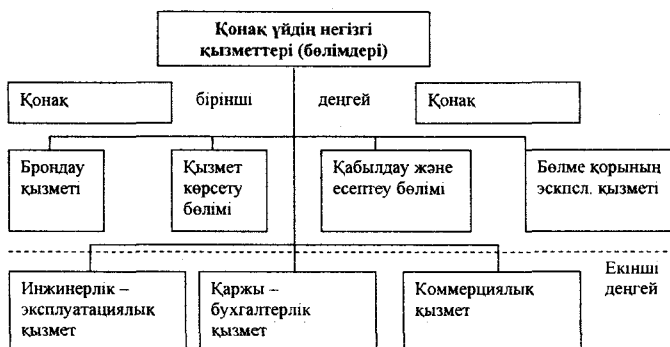 Қонақ үйдің негізгі
қызметтері (бөлімдері)
Қонақ бірінші деңгей Қонақ
Брондау
қызметі
Қызмет
көрсету
бөлімі
Қабылдау және
есептеу бөлімі
Бөлме қорының
эскпсл. қызметі
Екінші
деңгей
Инжинерлік –
эксплуатациялық
қызмет
Қаржы –
бухгалтерлік
қызмет
Коммерциялық
қызмет